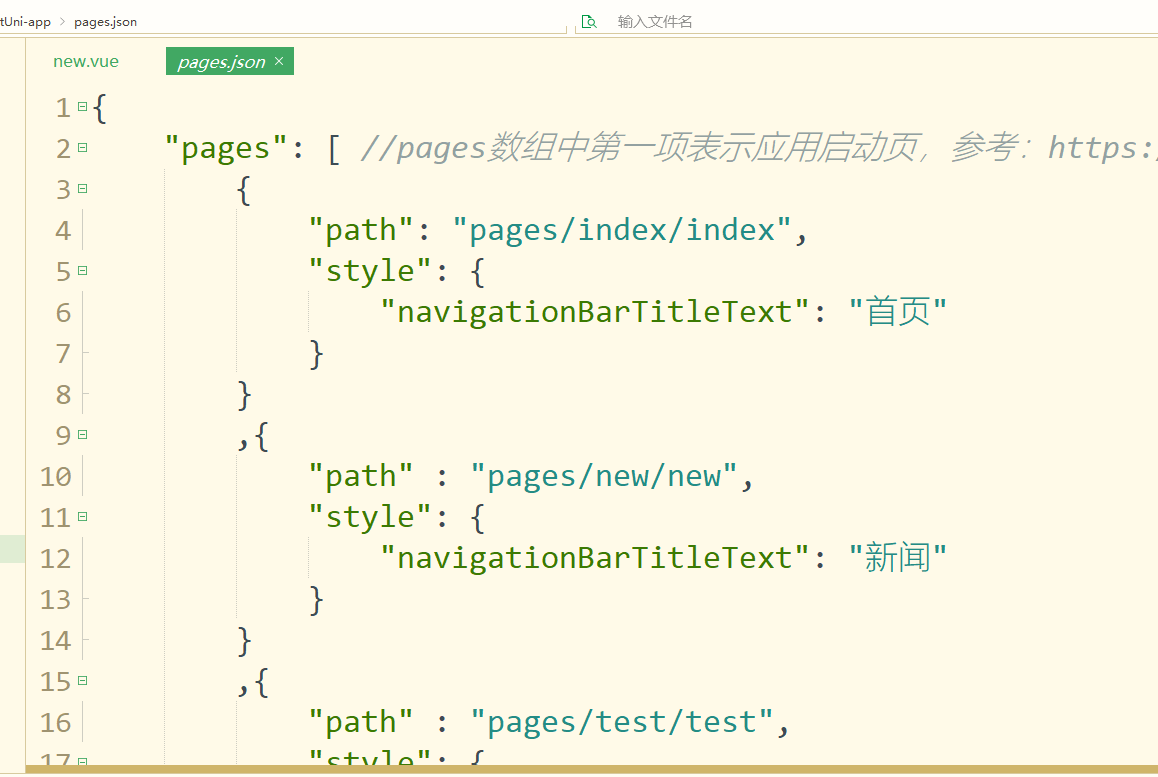 tUni-app > pages.json 输入文件名
new.vue pages.json ×
1 {
2 "pages": [ //pages数组中第一项表示应用启动页，参考：https:/
3 {
4 "path": "pages/index/index",
5 "style": {
6 "navigationBarTitleText": "首页"
7 }
8 }
9 ,{
10 "path" : "pages/new/new",
11 "style": {
12 "navigationBarTitleText": "新闻"
13 }
14 }
15 ,{
16 "path" : "pages/test/test",
17 "style": {